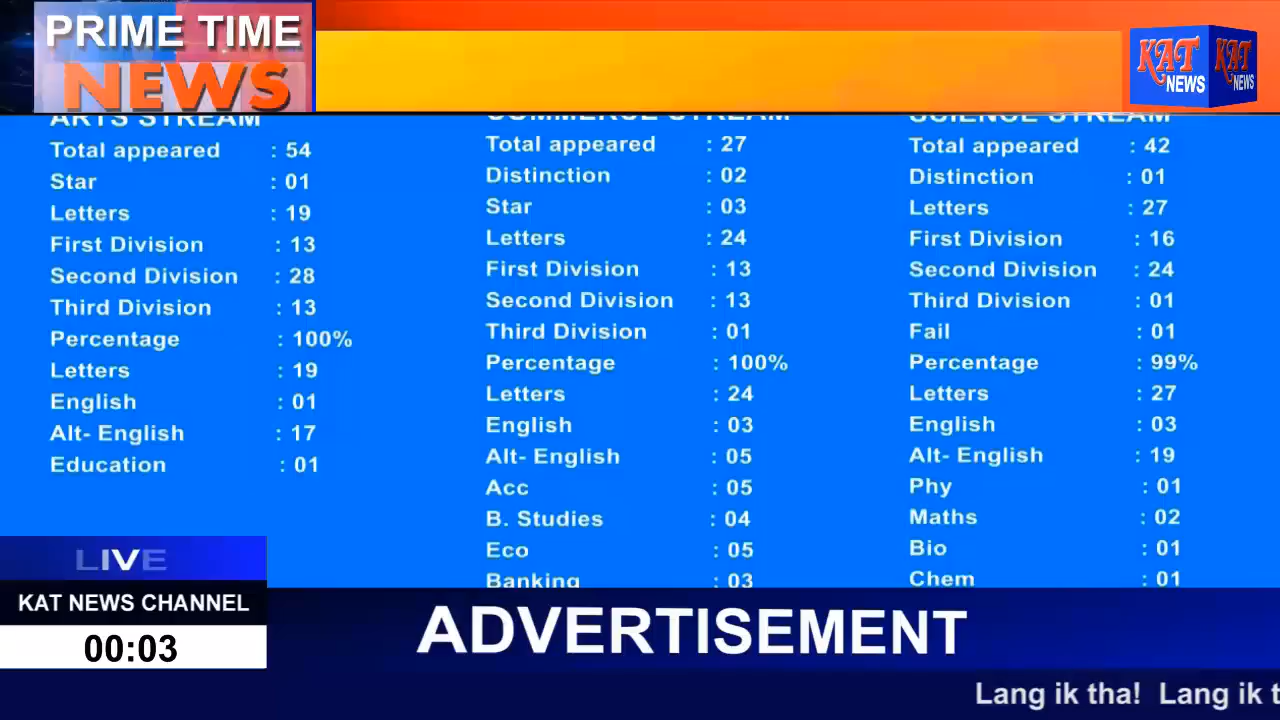 PRIME TIME
NEWS
KAT
NEWS
KAT
NEWS
ARTS STREAM
Total appeared : 54
Star : 01
Letters : 19
First Division : 13
Second Division : 28
Third Division : 13
Percentage : 100%
Letters : 19
English : 01
Alt- English : 17
Education : 01
COMMERCE STREAM
Total appeared : 27
Distinction : 02
Star : 03
Letters : 24
First Division : 13
Second Division : 13
Third Division : 01
Percentage : 100%
Letters : 24
English : 03
Alt- English : 05
Acc : 05
B. Studies : 04
Eco : 05
Banking : 03
SCIENCE STREAM
Total appeared : 42
Distinction : 01
Letters : 27
First Division : 16
Second Division : 24
Third Division : 01
Fail : 01
Percentage : 99%
Letters : 27
English : 03
Alt- English : 19
Phy : 01
Maths : 02
Bio : 01
Chem : 01
LIVE
KAT NEWS CHANNEL
00:03
ADVERTISEMENT
Lang ik tha! Lang ik t